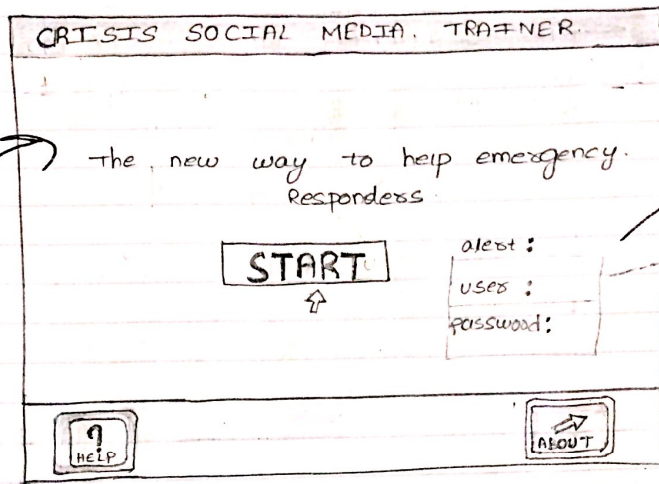 CRISIS SOCIAL MEDIA. TRAINER.
The new way to help emergency.
Responders
START
alert :
user :
password:
? HELP
ABOUT